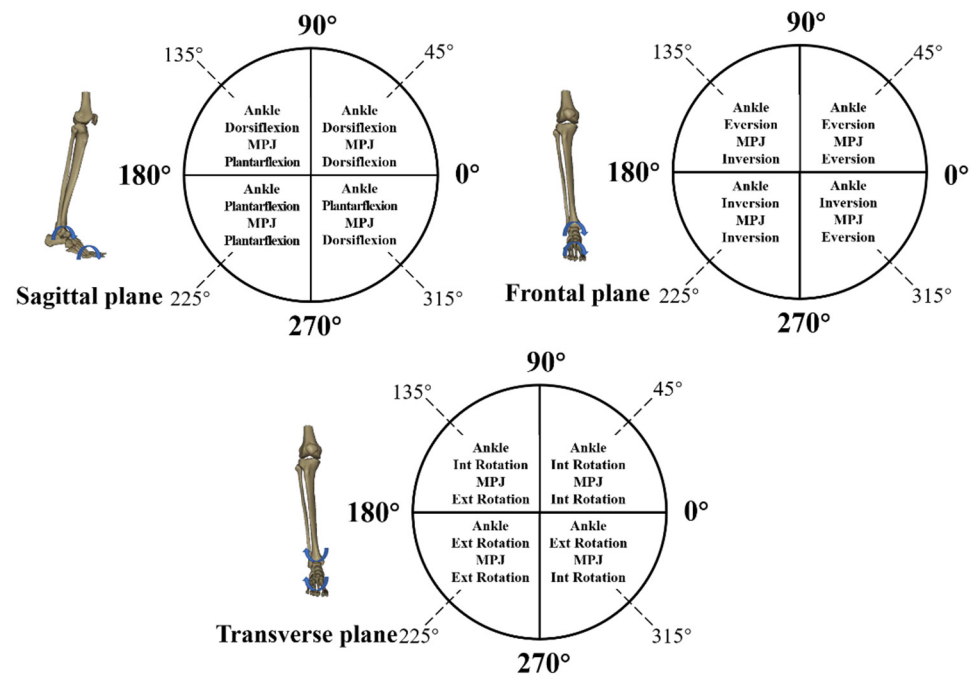 90°
135°
45°
Ankle
Dorsiflexion
MPJ
Plantarflexion
Ankle
Dorsiflexion
MPJ
Dorsiflexion
180°
0°
Ankle
Plantarflexion
MPJ
Plantarflexion
Ankle
Plantarflexion
MPJ
Dorsiflexion
Sagittal plane
225°
315°
270°
90°
135°
45°
Ankle
Eversion
MPJ
Inversion
Ankle
Eversion
MPJ
Eversion
180°
0°
Ankle
Inversion
MPJ
Inversion
Ankle
Inversion
MPJ
Eversion
Frontal plane
225°
315°
270°
90°
135°
45°
Ankle
Int Rotation
MPJ
Ext Rotation
Ankle
Int Rotation
MPJ
Int Rotation
180°
0°
Ankle
Ext Rotation
MPJ
Ext Rotation
Ankle
Ext Rotation
MPJ
Int Rotation
Transverse plane
225°
315°
270°